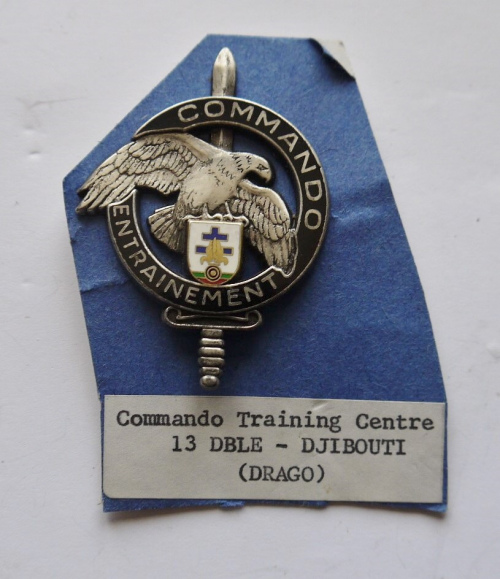 COMMANDO
ENTRAINEMENT
Commando Training Centre
13 DBLE - DJIBOUTI
(DRAGO)